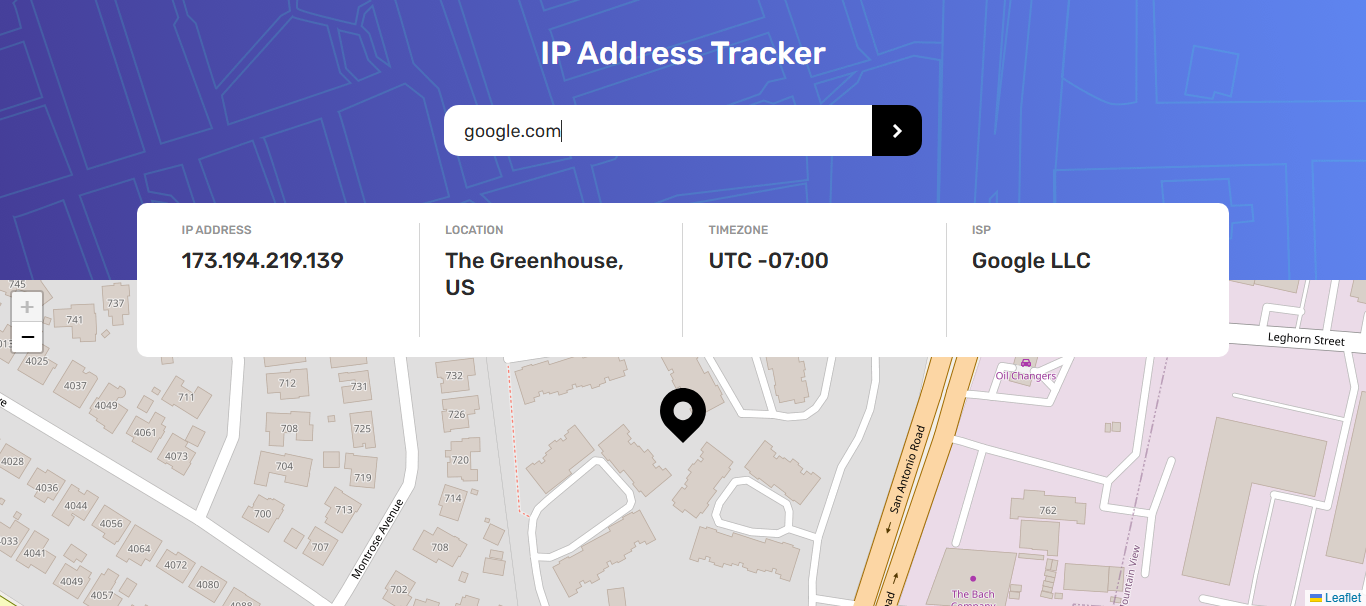 IP Address Tracker
google.com
IP ADDRESS
173.194.219.139
LOCATION
The Greenhouse,
US
TIMEZONE
UTC -07:00
ISP
Google LLC
+
−
745
741
737
4025
4037
4049
4061
4073
711
712
731
732
708
725
726
704
719
720
700
713
714
707
708
702
4028
4036
4044
4056
4064
4072
4080
4088
4033
4041
4049
4057
Montrose Avenue
San Antonio Road
Leghorn Street
Oil Changers
762
The Bach
Company
Leaflet